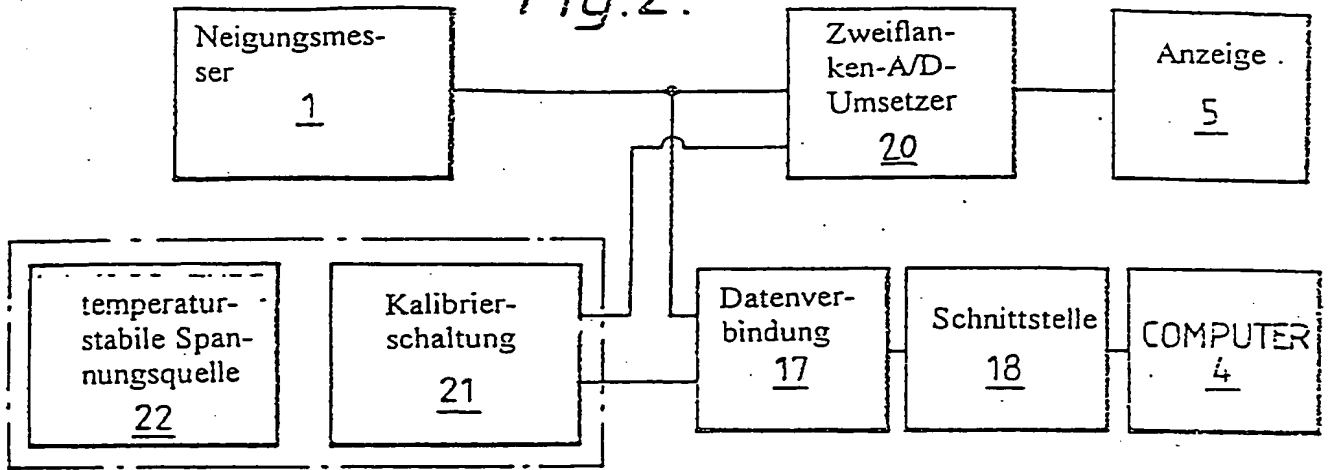 Fig.2.
Neigungsmes-
ser
1
Zweiflan-
ken-A/D-
Umsetzer
20
Anzeige
5
temperatur-
stabile Span-
nungsquelle
22
Kalibrier-
schaltung
21
Datenver-
bindung
17
Schnittstelle
18
COMPUTER
4